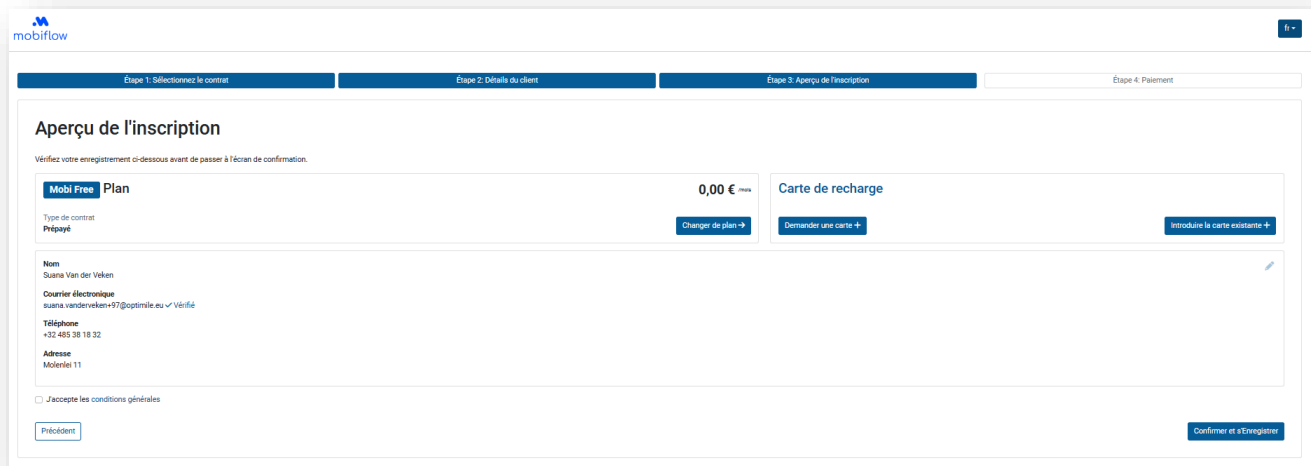 mobiflow
fr
Étape 1: Sélectionnez le contrat
Étape 2: Détails du client
Étape 3: Aperçu de l'inscription
Étape 4: Paiement
Aperçu de l'inscription
Vérifiez votre enregistrement ci-dessous avant de passer à l'écran de confirmation.
Mobi Free Plan
0,00 € /mois
Type de contrat
Prépayé
Changer de plan
Carte de recharge
Demander une carte +
Introduire la carte existante +
Nom
Suana Van der Veken
Courrier électronique
suana.vanderveken+97@optimile.eu Vérifié
Téléphone
+32 485 38 18 32
Adresse
Molenlei 11
J'accepte les conditions générales
Précédent
Confirmer et s'Enregistrer